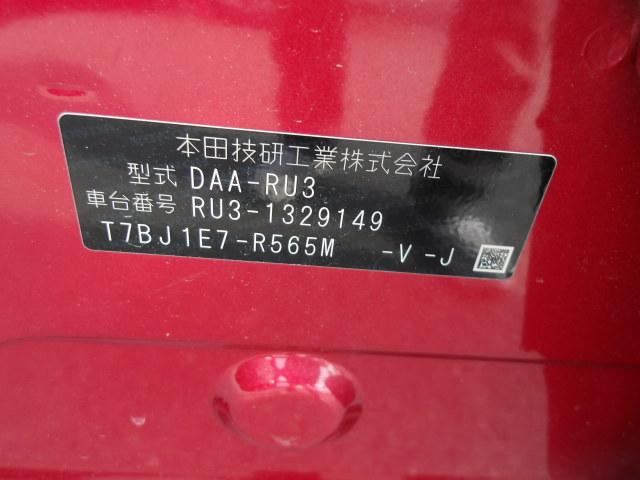 本田技研工業株式会社
型式 DAA-RU3
車台番号 RU3-1329149
T7BJ1E7-R565M -V -J